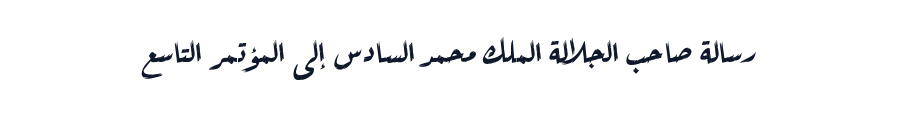 رسالة صاحب الجلالة الملك محمد السادس إلى المؤتمر التاسع